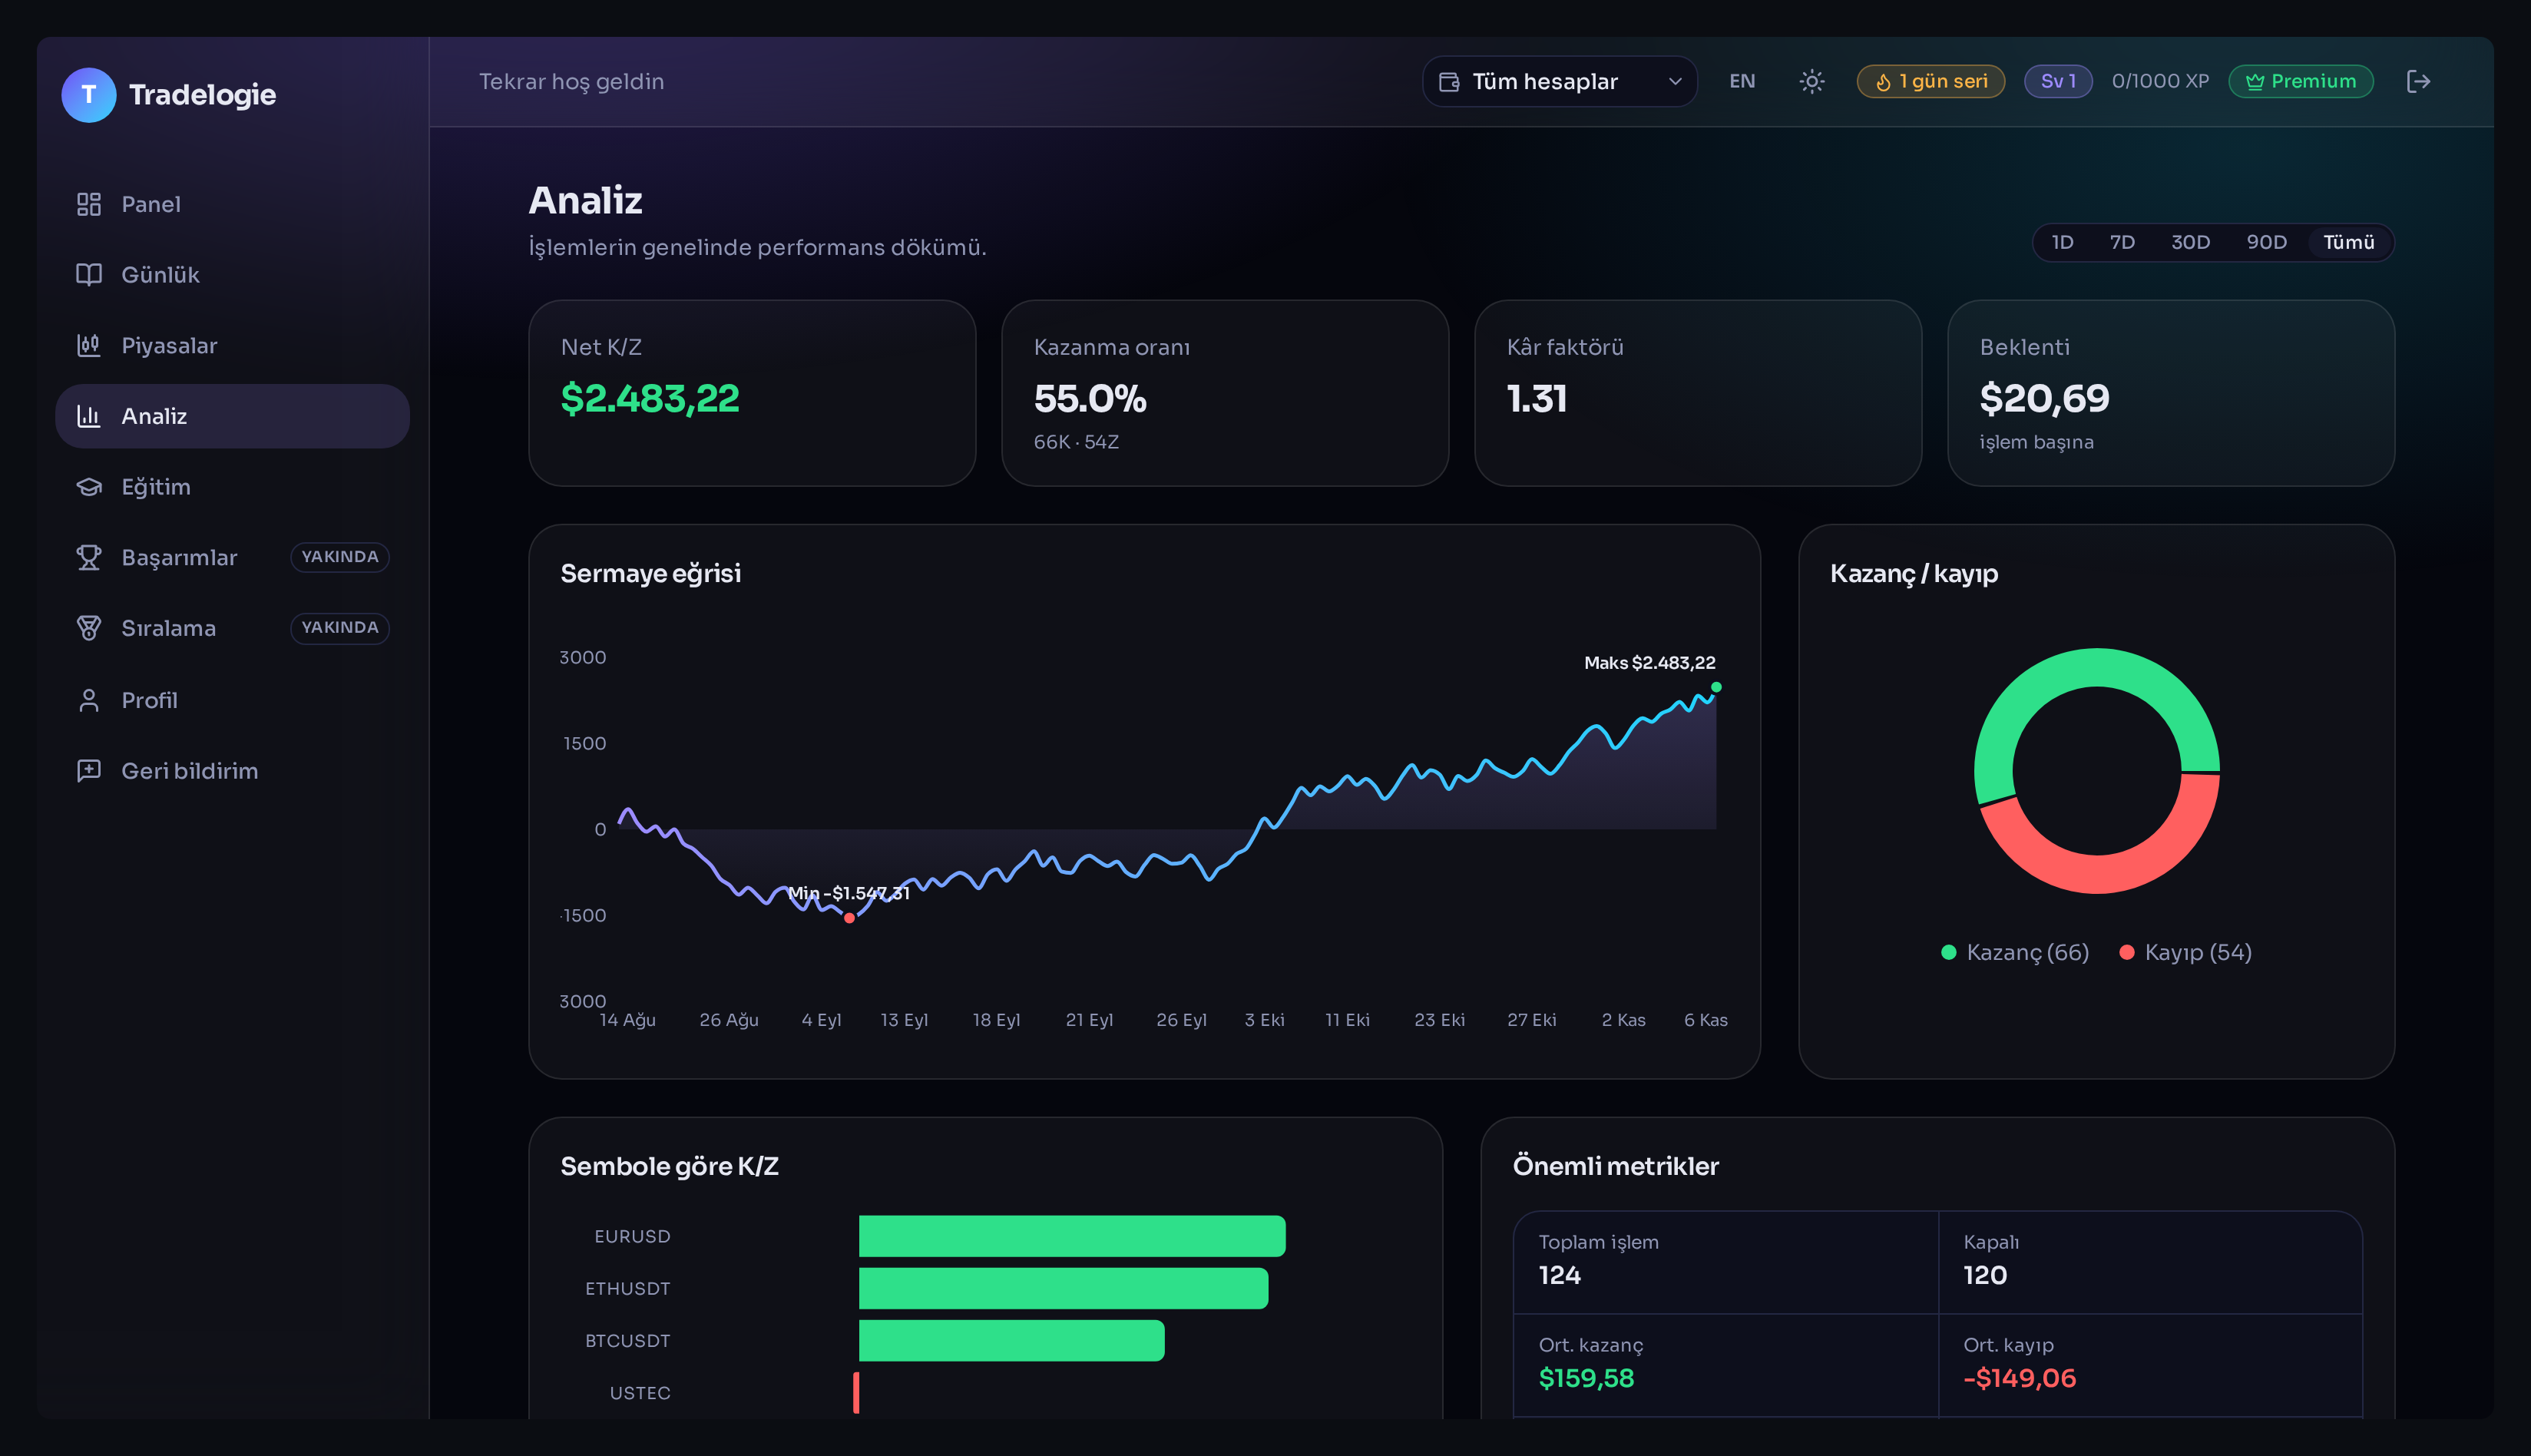 T Tradelogie
Tekrar hoş geldin
Tüm hesaplar
EN
1 gün seri
Sv 1
0/1000 XP
Premium
Panel
Günlük
Piyasalar
Analiz
Eğitim
Başarımlar YAKINDA
Sıralama YAKINDA
Profil
Geri bildirim
Analiz
İşlemlerin genelinde performans dökümü.
1D 7D 30D 90D Tümü
Net K/Z
$2.483,22
Kazanma oranı
55.0%
66K · 54Z
Kâr faktörü
1.31
Beklenti
$20,69
işlem başına
Sermaye eğrisi
3000
1500
0
-1500
3000
Maks $2.483,22
Min -$1.547,31
14 Ağu 26 Ağu 4 Eyl 13 Eyl 18 Eyl 21 Eyl 26 Eyl 3 Eki 11 Eki 23 Eki 27 Eki 2 Kas 6 Kas
Kazanç / kayıp
Kazanç (66) Kayıp (54)
Sembole göre K/Z
EURUSD
ETHUSDT
BTCUSDT
USTEC
Önemli metrikler
Toplam işlem
124
Kapalı
120
Ort. kazanç
$159,58
Ort. kayıp
-$149,06